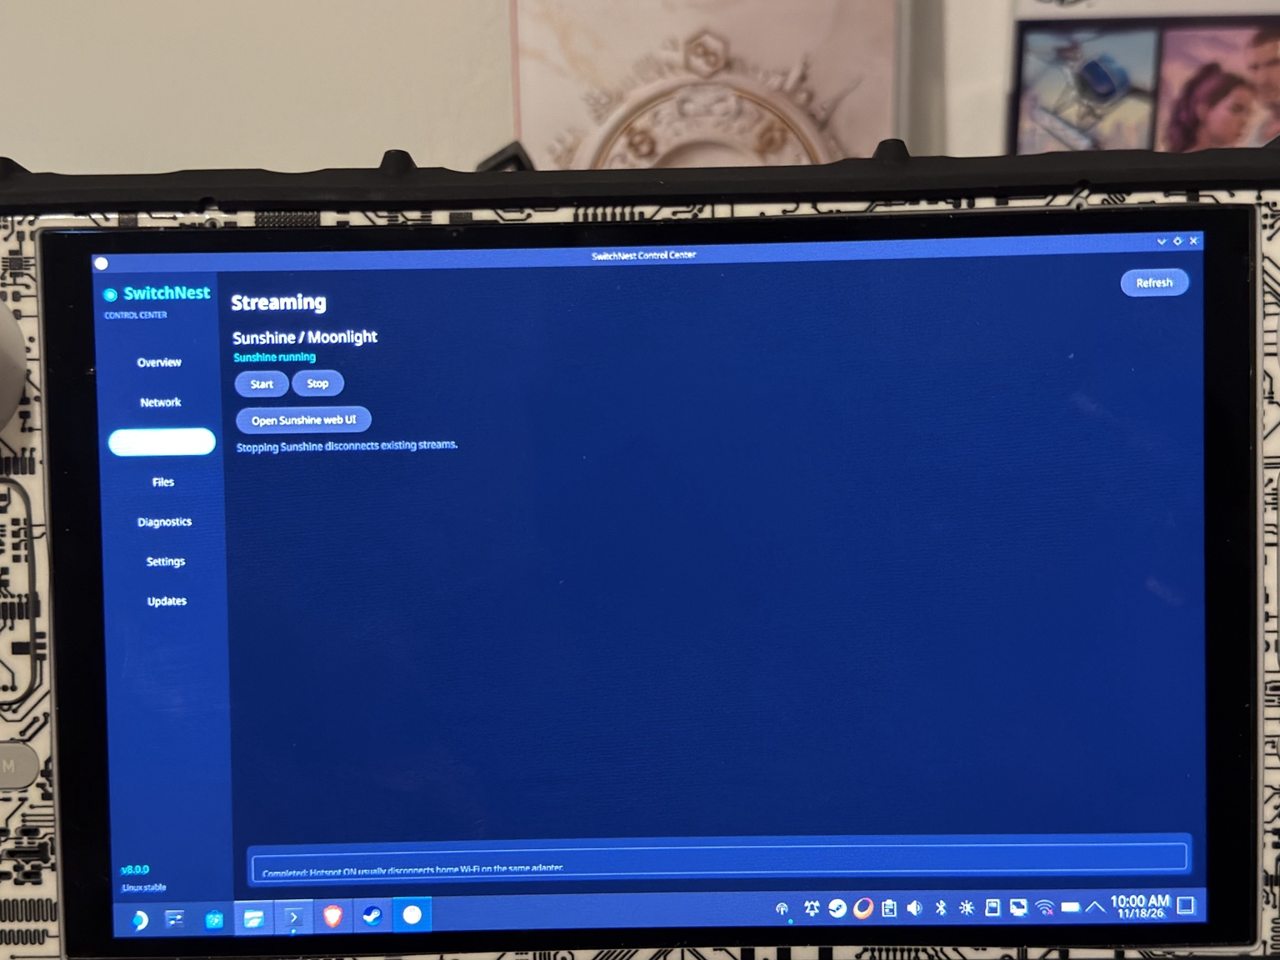 SwitchNest Control Center
SwitchNest
CONTROL CENTER
Overview
Network
Files
Diagnostics
Settings
Updates
v8.0.0
Linux stable
Streaming
Refresh
Sunshine / Moonlight
Sunshine running
Start Stop
Open Sunshine web UI
Stopping Sunshine disconnects existing streams.
Completed: Hotspot ON usually disconnects home Wi-Fi on the same adapter.
10:00 AM
11/18/26
M